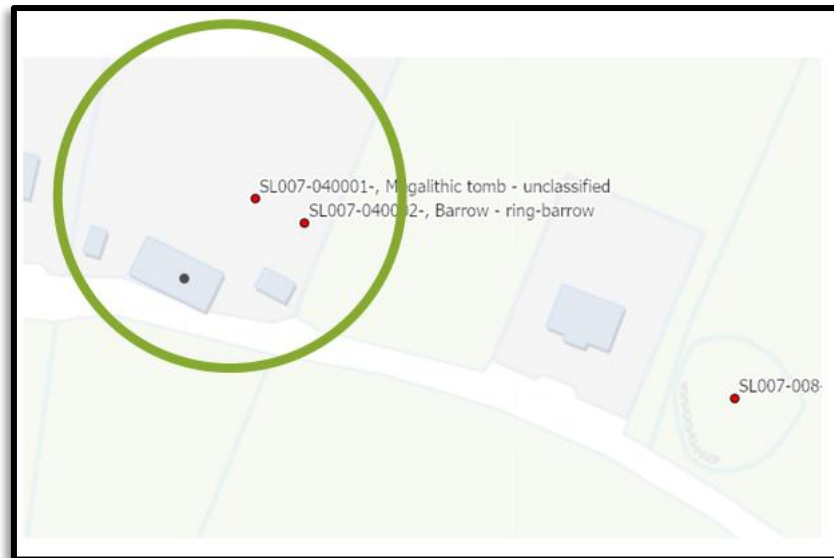 SL007-040001-, Megalithic tomb - unclassified
SL007-040002-, Barrow - ring-barrow
SL007-008-